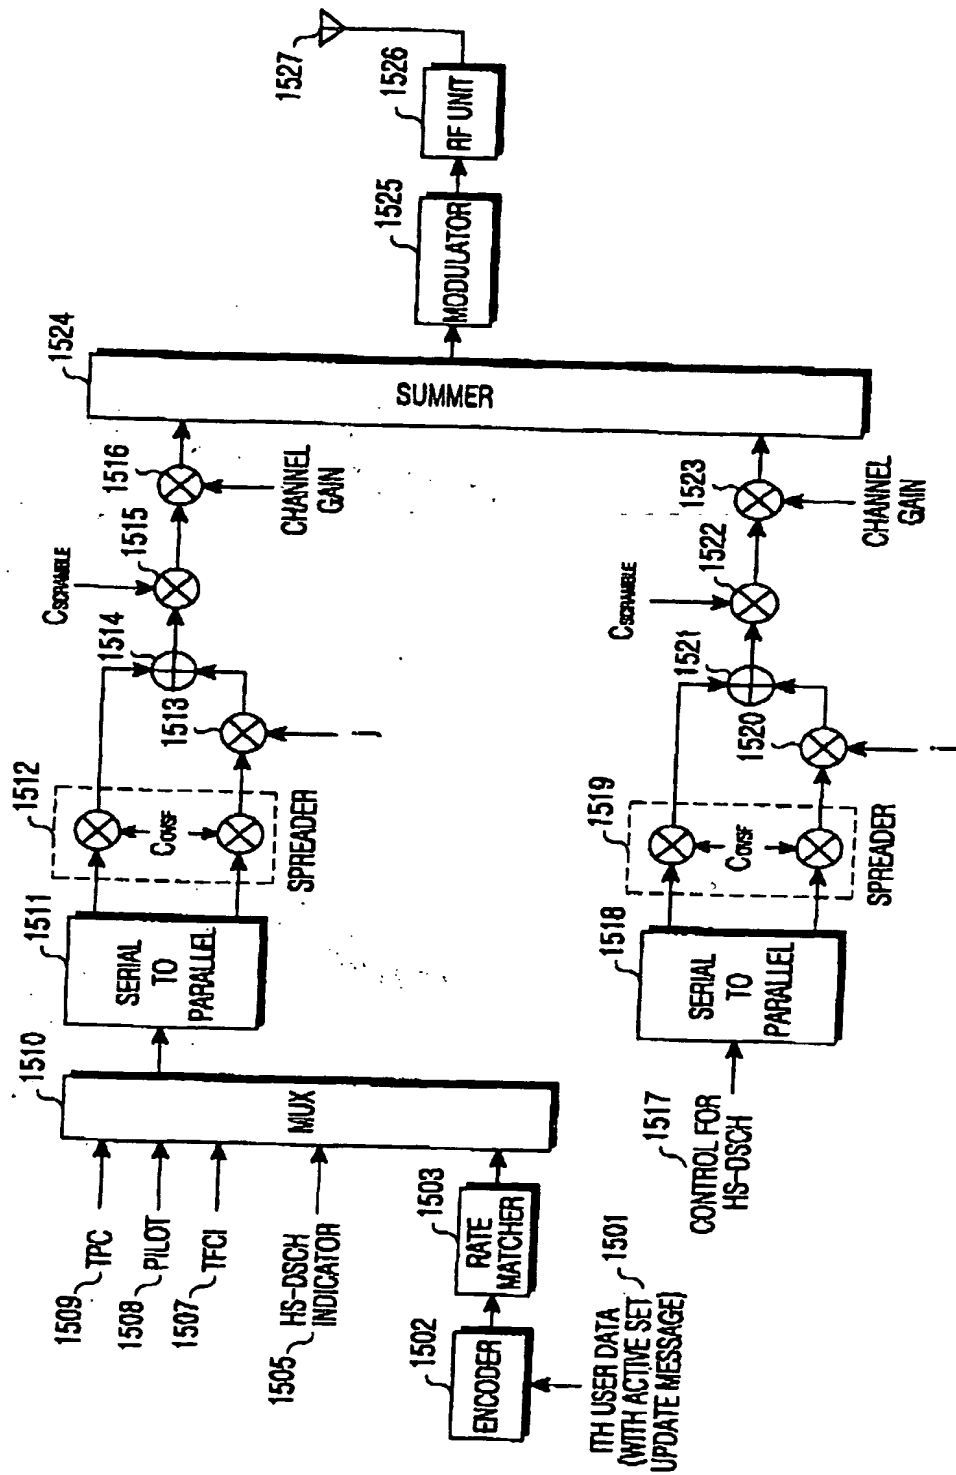 1509
TPC
1508
PILOT
1507
TFCI
1505
HS-DSCH
INDICATOR
1501
ITH USER DATA
(WITH ACTIVE SET
UPDATE MESSAGE)
1502
ENCODER
1503
RATE
MATCHER
1510
MUX
1511
SERIAL
TO
PARALLEL
1512
COVSF
SPREADER
1513
j
1514
CSCRAMBLE
1515
1516
CHANNEL
GAIN
1517
CONTROL FOR
HS-DSCH
1518
SERIAL
TO
PARALLEL
1519
COVSF
SPREADER
1520
j
1521
CSCRAMBLE
1522
1523
CHANNEL
GAIN
1524
SUMMER
1525
MODULATOR
1526
RF UNIT
1527